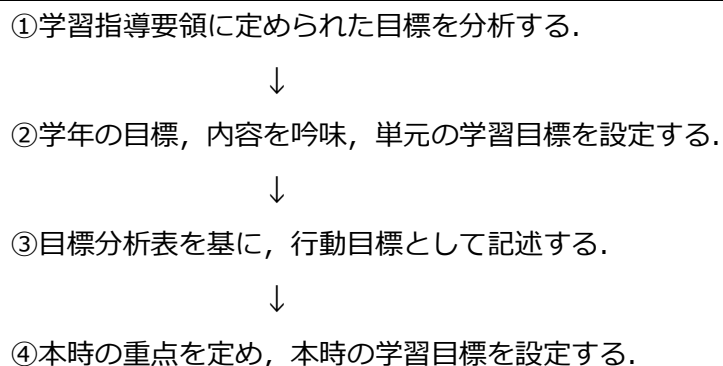 ①学習指導要領に定められた目標を分析する.
↓
②学年の目標，内容を吟味，単元の学習目標を設定する.
↓
③目標分析表を基に，行動目標として記述する.
↓
④本時の重点を定め，本時の学習目標を設定する.